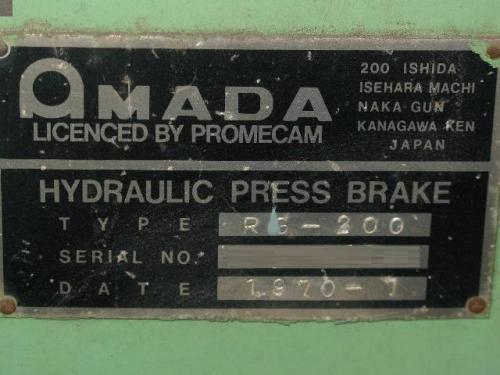 AMADA
LICENCED BY PROMECAM
200 ISHIDA
ISEHARA MACHI
NAKA GUN
KANAGAWA KEN
JAPAN
HYDRAULIC PRESS BRAKE
TYPE RG-200
SERIAL NO.
DATE 1970-1